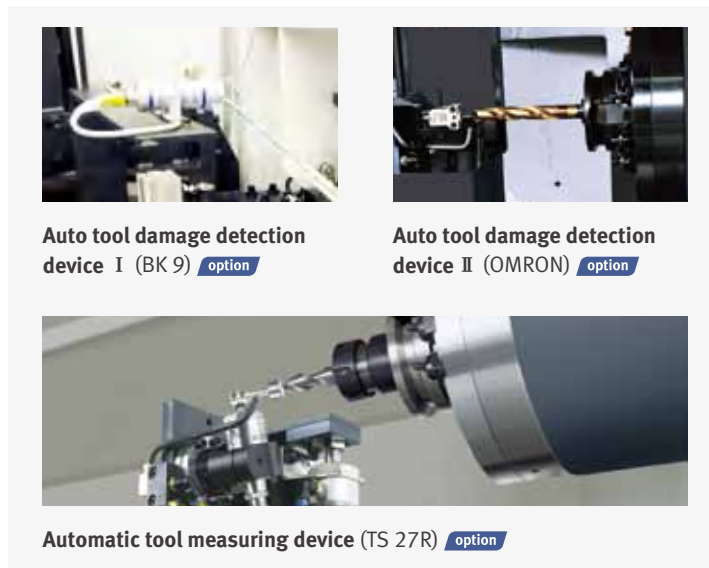 Auto tool damage detection
device Ⅰ (BK 9) option
Auto tool damage detection
device Ⅱ (OMRON) option
Automatic tool measuring device (TS 27R) option